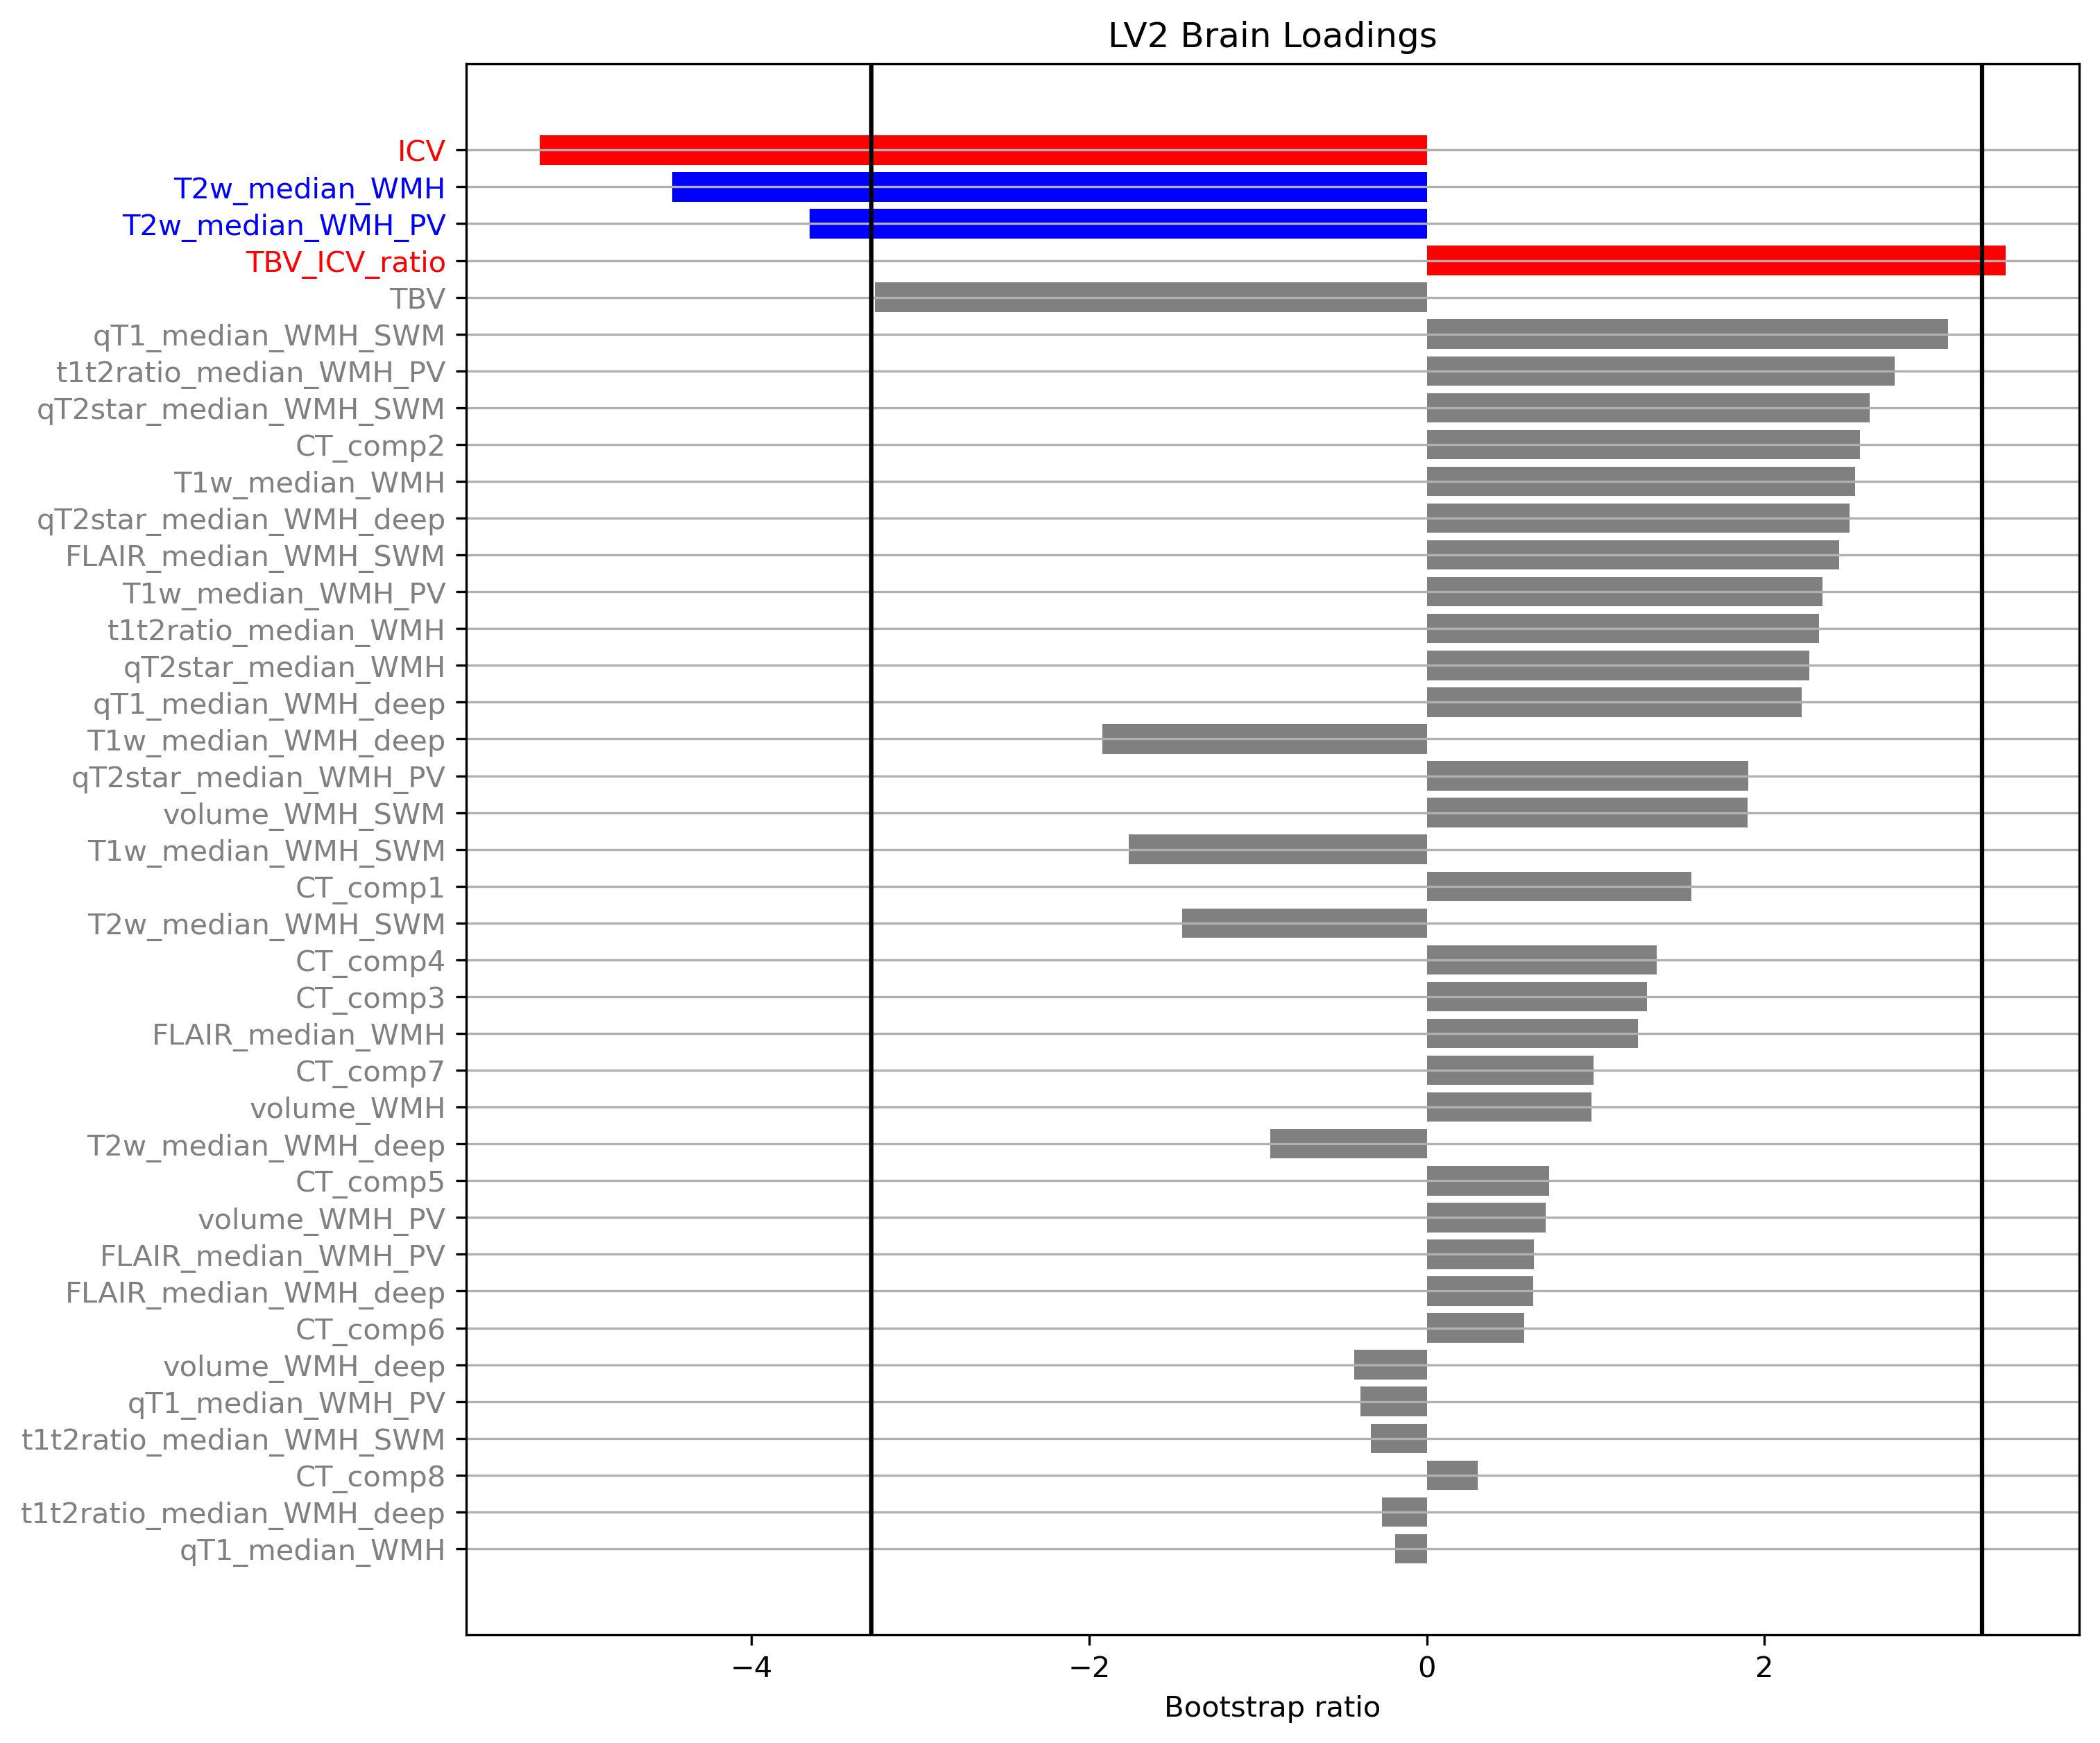 LV2 Brain Loadings
ICV
T2w_median_WMH
T2w_median_WMH_PV
TBV_ICV_ratio
TBV
qT1_median_WMH_SWM
t1t2ratio_median_WMH_PV
qT2star_median_WMH_SWM
CT_comp2
T1w_median_WMH
qT2star_median_WMH_deep
FLAIR_median_WMH_SWM
T1w_median_WMH_PV
t1t2ratio_median_WMH
qT2star_median_WMH
qT1_median_WMH_deep
T1w_median_WMH_deep
qT2star_median_WMH_PV
volume_WMH_SWM
T1w_median_WMH_SWM
CT_comp1
T2w_median_WMH_SWM
CT_comp4
CT_comp3
FLAIR_median_WMH
CT_comp7
volume_WMH
T2w_median_WMH_deep
CT_comp5
volume_WMH_PV
FLAIR_median_WMH_PV
FLAIR_median_WMH_deep
CT_comp6
volume_WMH_deep
qT1_median_WMH_PV
t1t2ratio_median_WMH_SWM
CT_comp8
t1t2ratio_median_WMH_deep
qT1_median_WMH
−4 −2 0 2
Bootstrap ratio